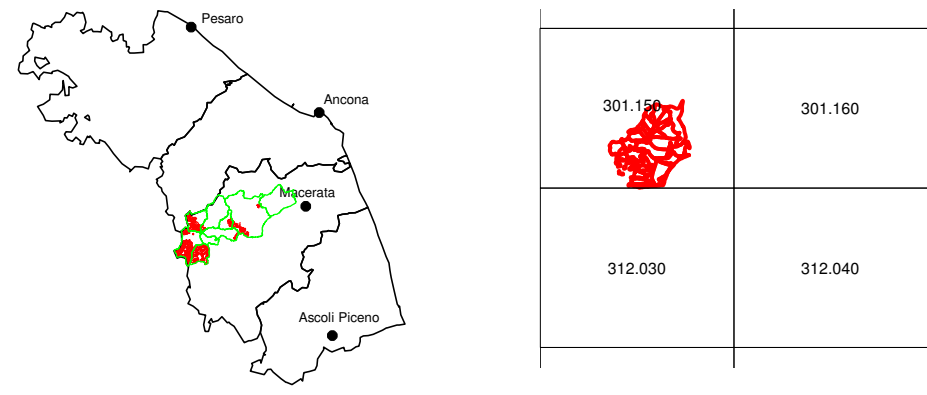 Pesaro
Ancona
Macerata
Ascoli Piceno
301.150
301.160
312.030
312.040